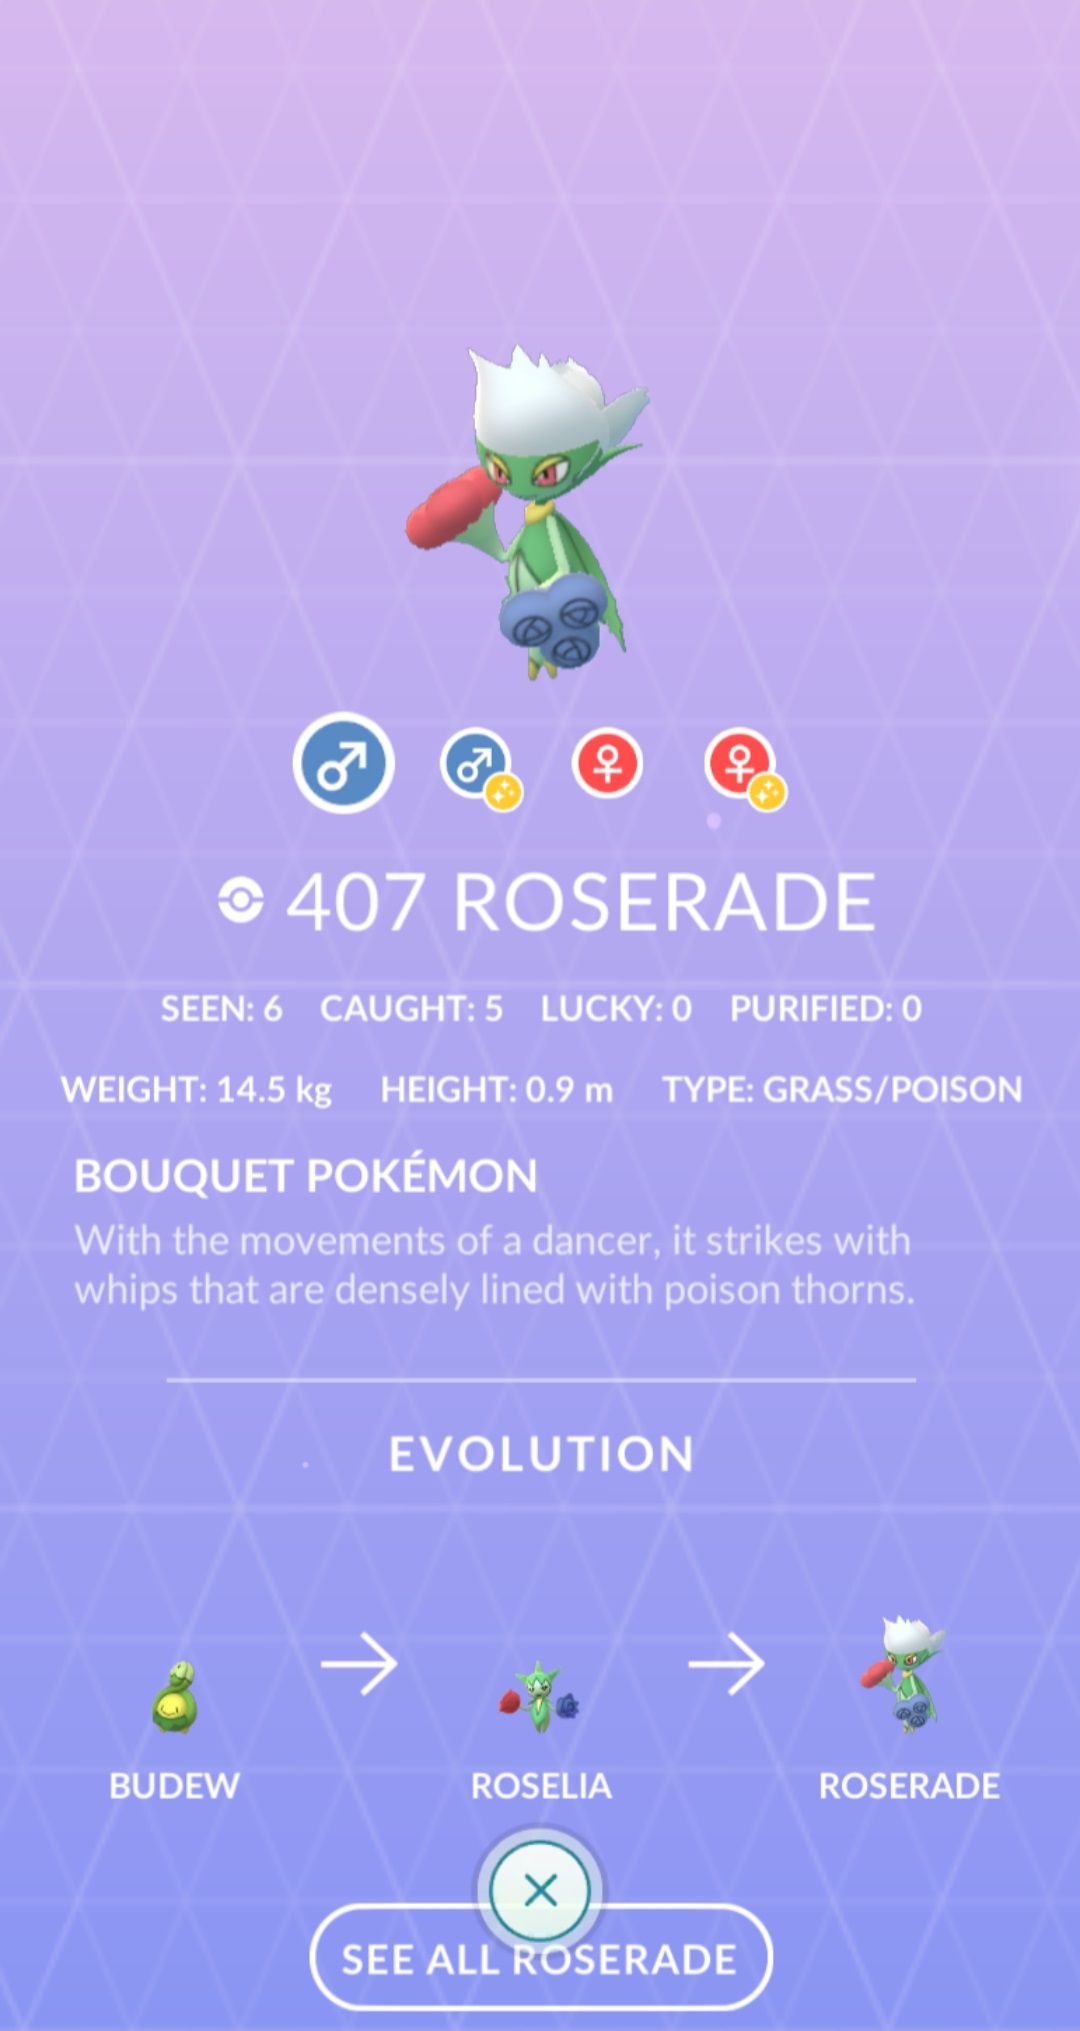 407 ROSERADE
SEEN: 6 CAUGHT: 5 LUCKY: 0 PURIFIED: 0
WEIGHT: 14.5 kg HEIGHT: 0.9 m TYPE: GRASS/POISON
BOUQUET POKÉMON
With the movements of a dancer, it strikes with
whips that are densely lined with poison thorns.
EVOLUTION
BUDEW ROSELIA ROSERADE
SEE ALL ROSERADE